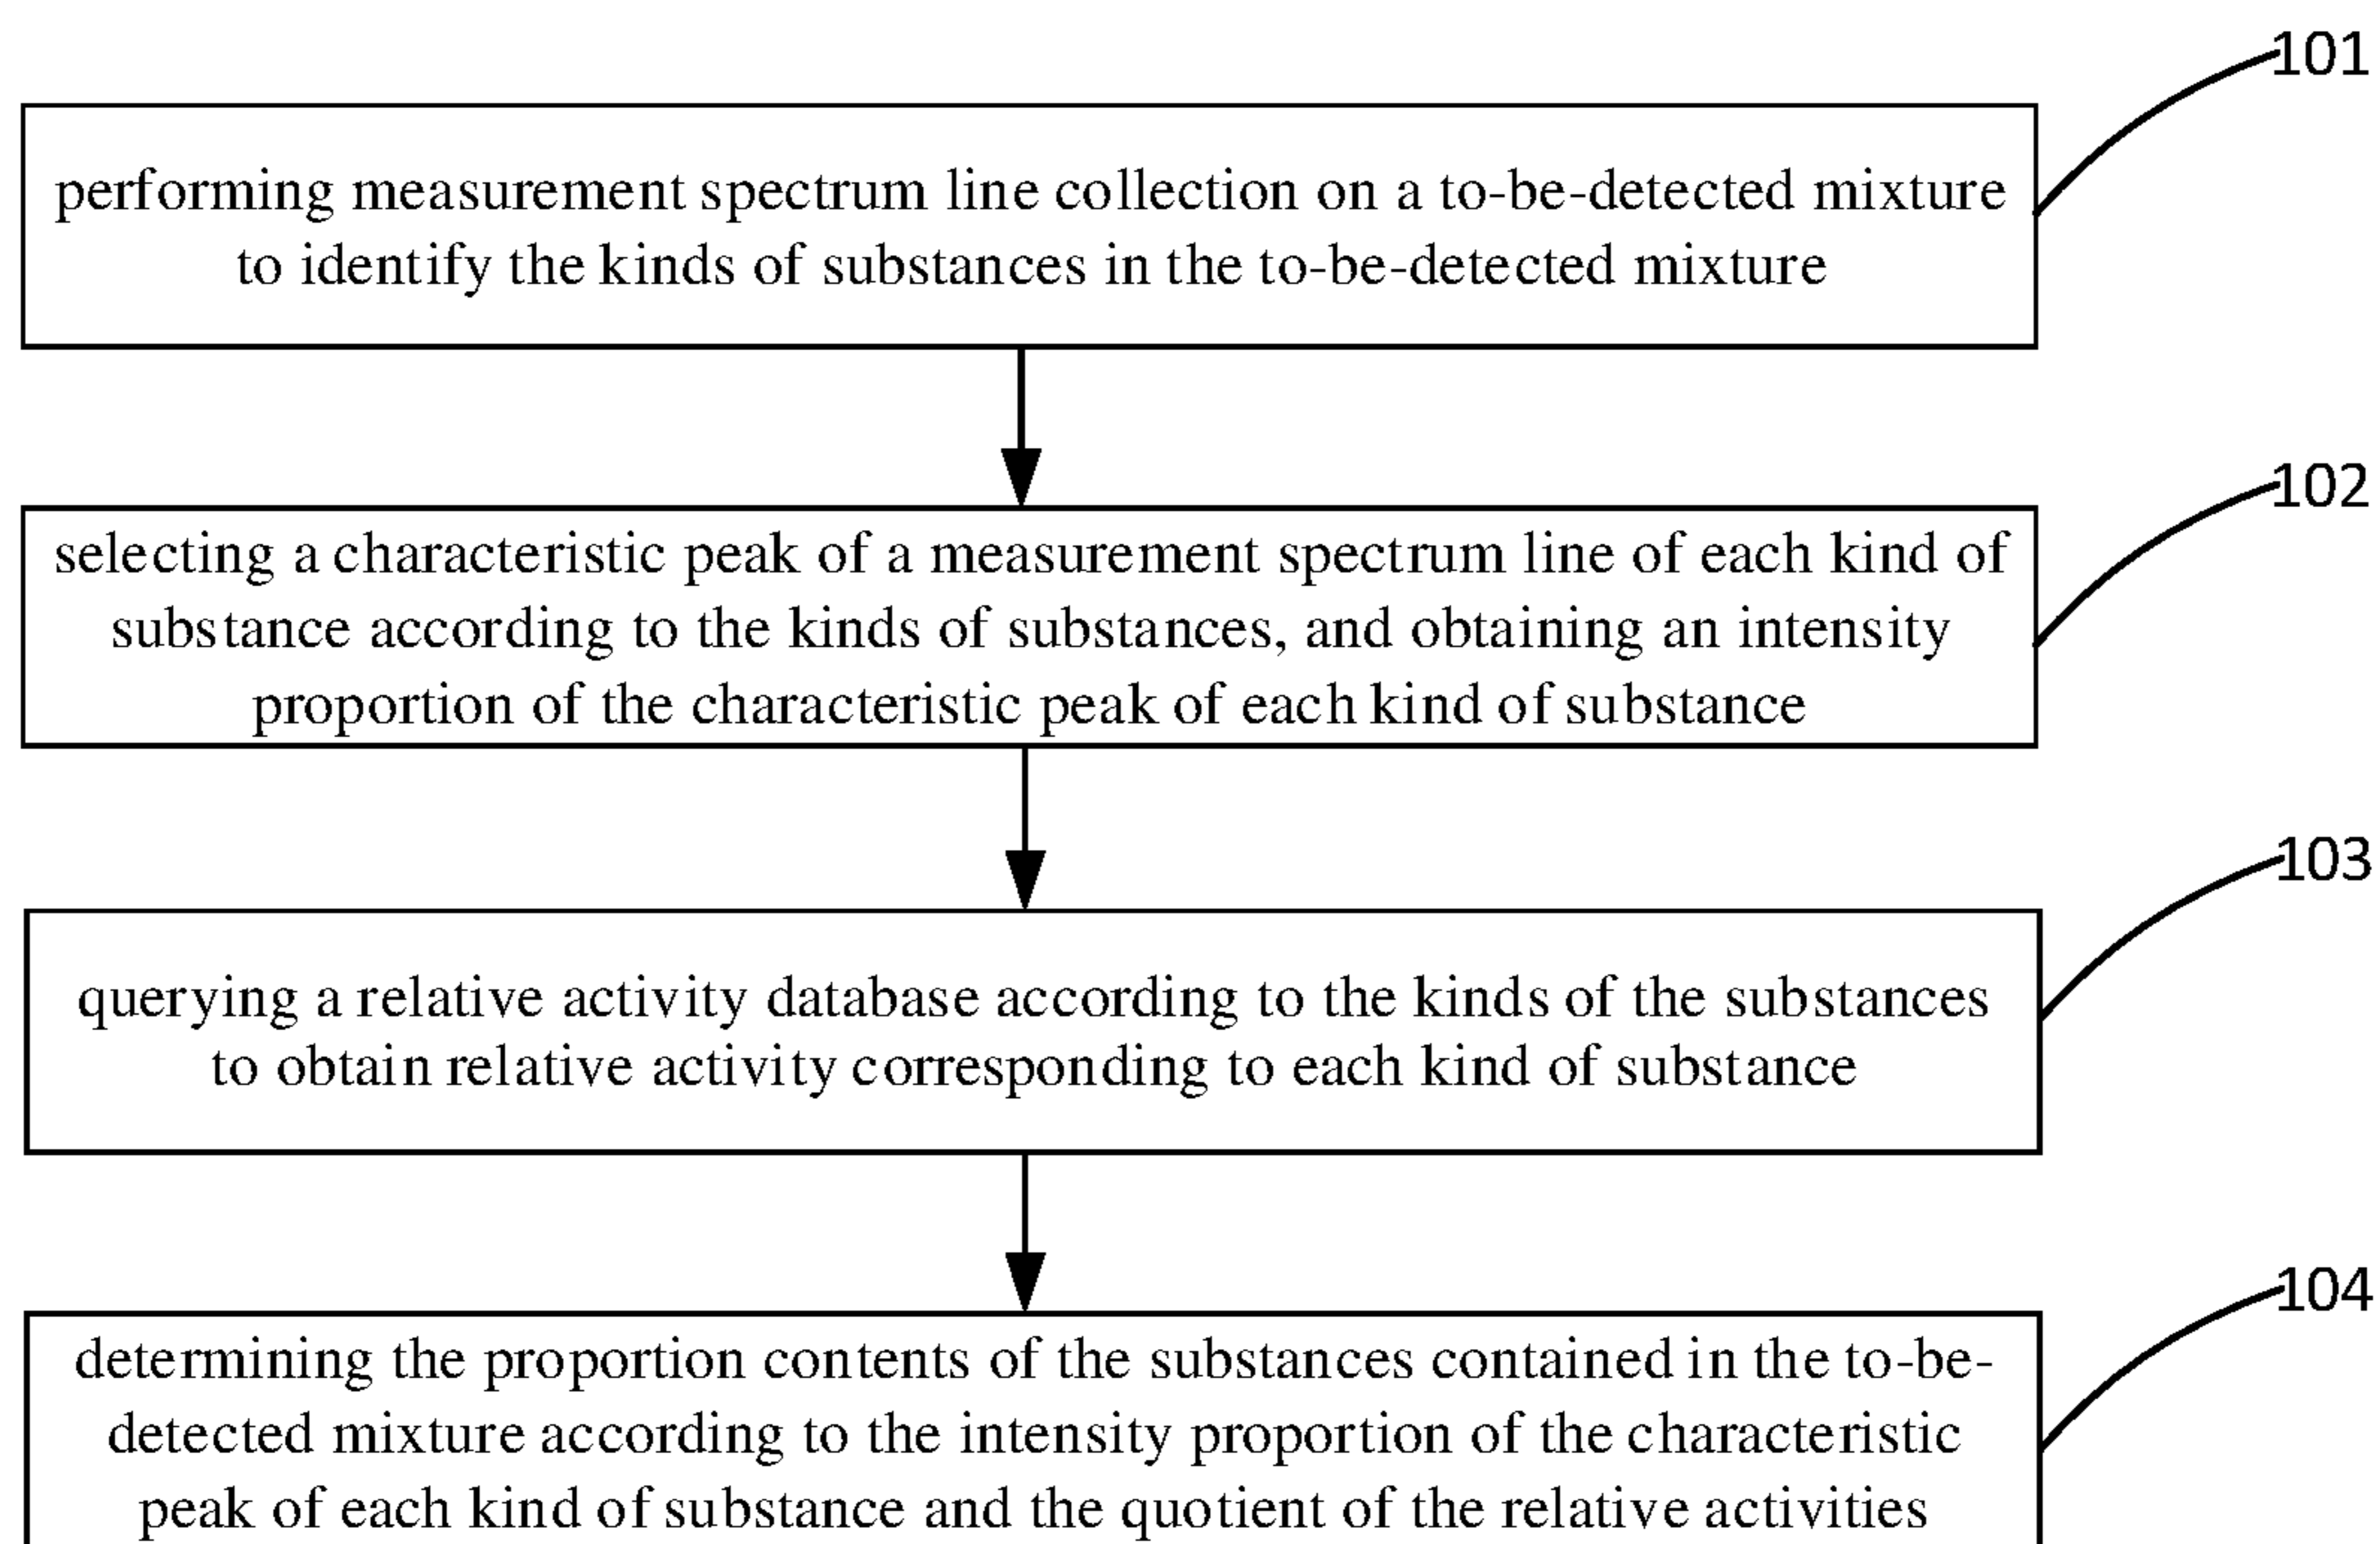 101
performing measurement spectrum line collection on a to-be-detected mixture
to identify the kinds of substances in the to-be-detected mixture
102
selecting a characteristic peak of a measurement spectrum line of each kind of
substance according to the kinds of substances, and obtaining an intensity
proportion of the characteristic peak of each kind of substance
103
querying a relative activity database according to the kinds of the substances
to obtain relative activity corresponding to each kind of substance
104
determining the proportion contents of the substances contained in the to-be-
detected mixture according to the intensity proportion of the characteristic
peak of each kind of substance and the quotient of the relative activities